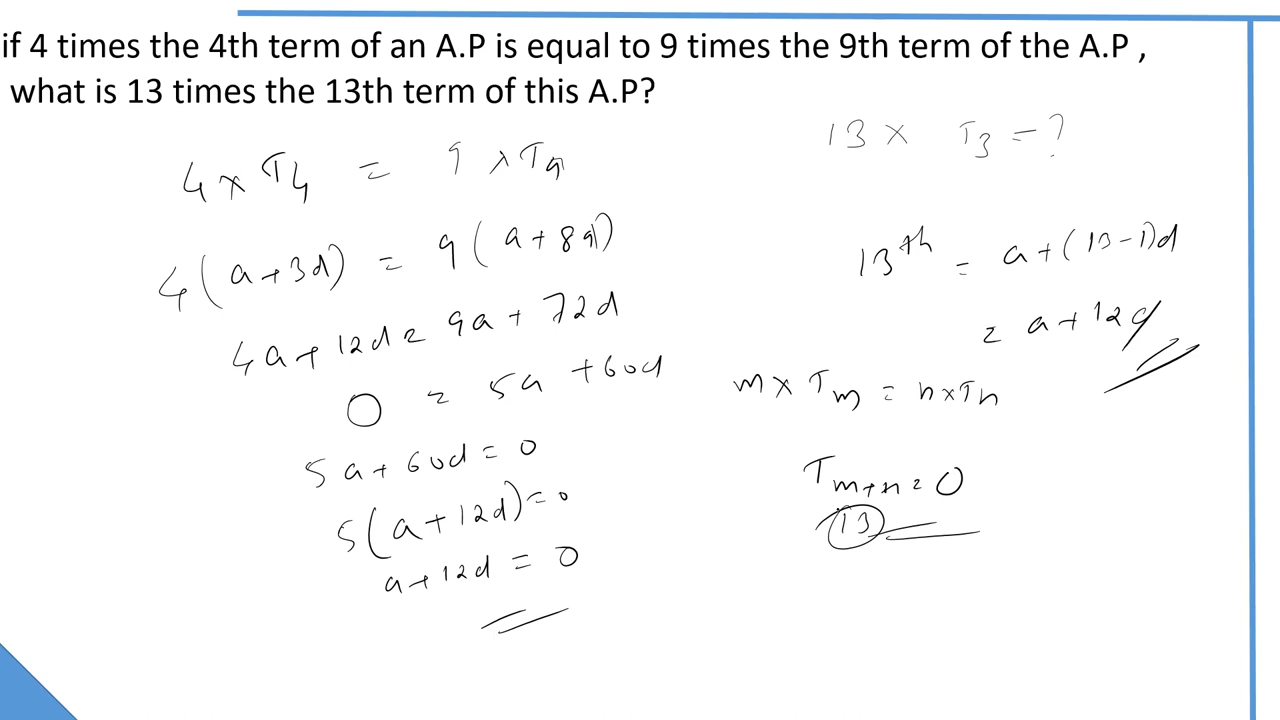 if 4 times the 4th term of an A.P is equal to 9 times the 9th term of the A.P ,
what is 13 times the 13th term of this A.P?
4 × T4 = 9 × T9
4(a+3d) = 9(a+8d)
4a+12d = 9a+72d
0 = 5a+60d
5a+60d=0
5(a+12d)=0
a+12d = 0
13 × T3 = ?
13th = a+(13-1)d
= a+12d
m × Tm = n×Tn
Tm+n = 0
13